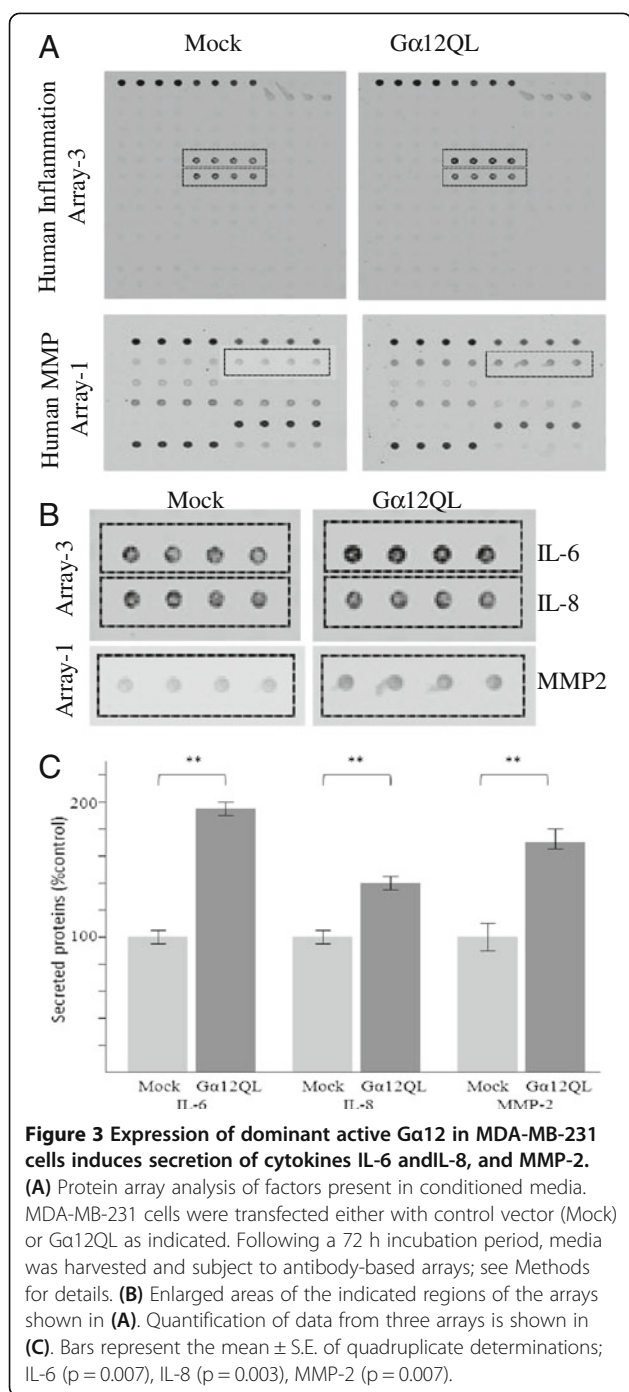 A
Mock
Gα12QL
Human Inflammation
Array-3
Human MMP
Array-1
B
Mock
Gα12QL
Array-3
IL-6
IL-8
Array-1
MMP2
C
**
**
**
Secreted proteins (%control)
200
100
Mock Gα12QL Mock Gα12QL Mock Gα12QL
IL-6 IL-8 MMP-2
Figure 3 Expression of dominant active Gα12 in MDA-MB-231
cells induces secretion of cytokines IL-6 andIL-8, and MMP-2.
(A) Protein array analysis of factors present in conditioned media.
MDA-MB-231 cells were transfected either with control vector (Mock)
or Gα12QL as indicated. Following a 72 h incubation period, media
was harvested and subject to antibody-based arrays; see Methods
for details. (B) Enlarged areas of the indicated regions of the arrays
shown in (A). Quantification of data from three arrays is shown in
(C). Bars represent the mean ± S.E. of quadruplicate determinations;
IL-6 (p = 0.007), IL-8 (p = 0.003), MMP-2 (p = 0.007).